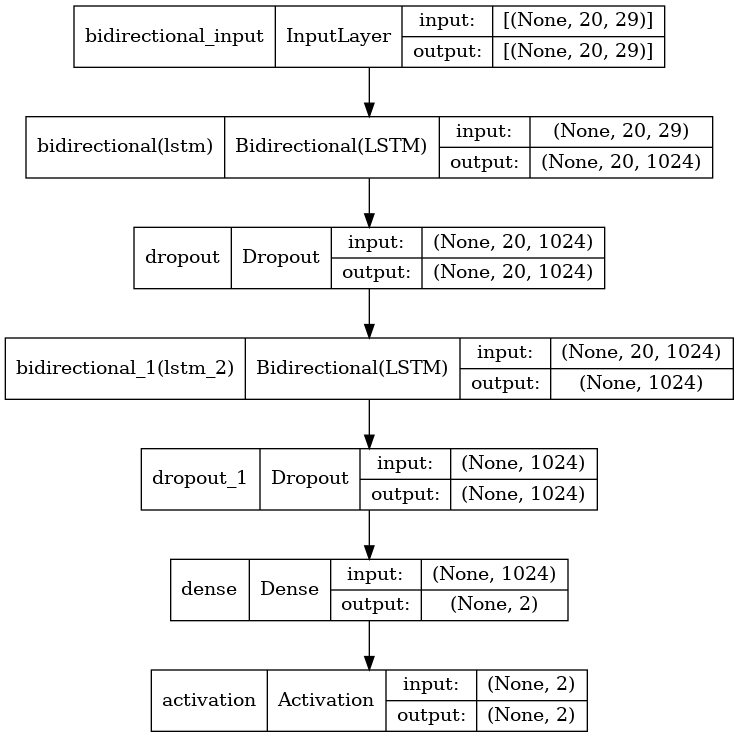 bidirectional_input InputLayer input: [(None, 20, 29)]
output: [(None, 20, 29)]
bidirectional(lstm) Bidirectional(LSTM) input: (None, 20, 29)
output: (None, 20, 1024)
dropout Dropout input: (None, 20, 1024)
output: (None, 20, 1024)
bidirectional_1(lstm_2) Bidirectional(LSTM) input: (None, 20, 1024)
output: (None, 1024)
dropout_1 Dropout input: (None, 1024)
output: (None, 1024)
dense Dense input: (None, 1024)
output: (None, 2)
activation Activation input: (None, 2)
output: (None, 2)